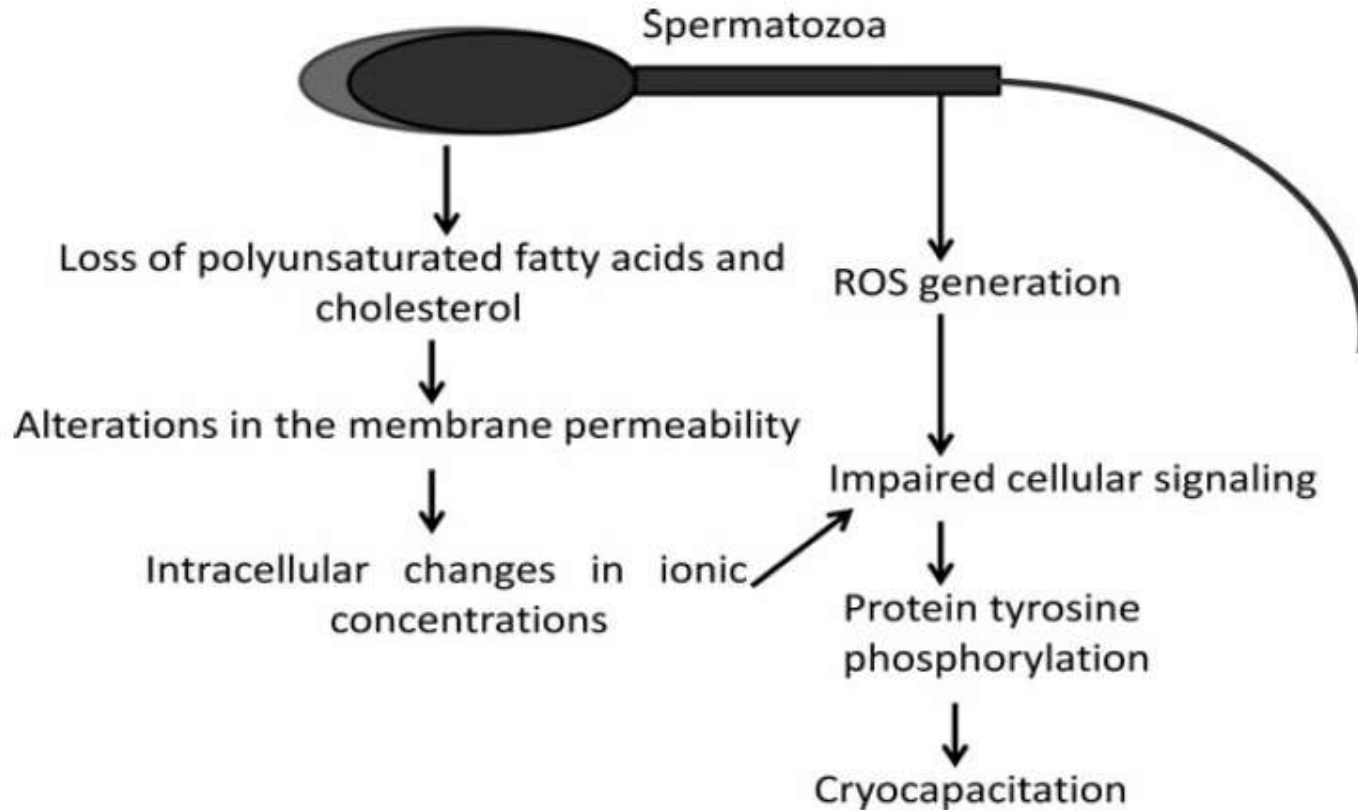 Spermatozoa
Loss of polyunsaturated fatty acids and
cholesterol
Alterations in the membrane permeability
Intracellular changes in ionic
concentrations
ROS generation
Impaired cellular signaling
Protein tyrosine
phosphorylation
Cryocapacitation